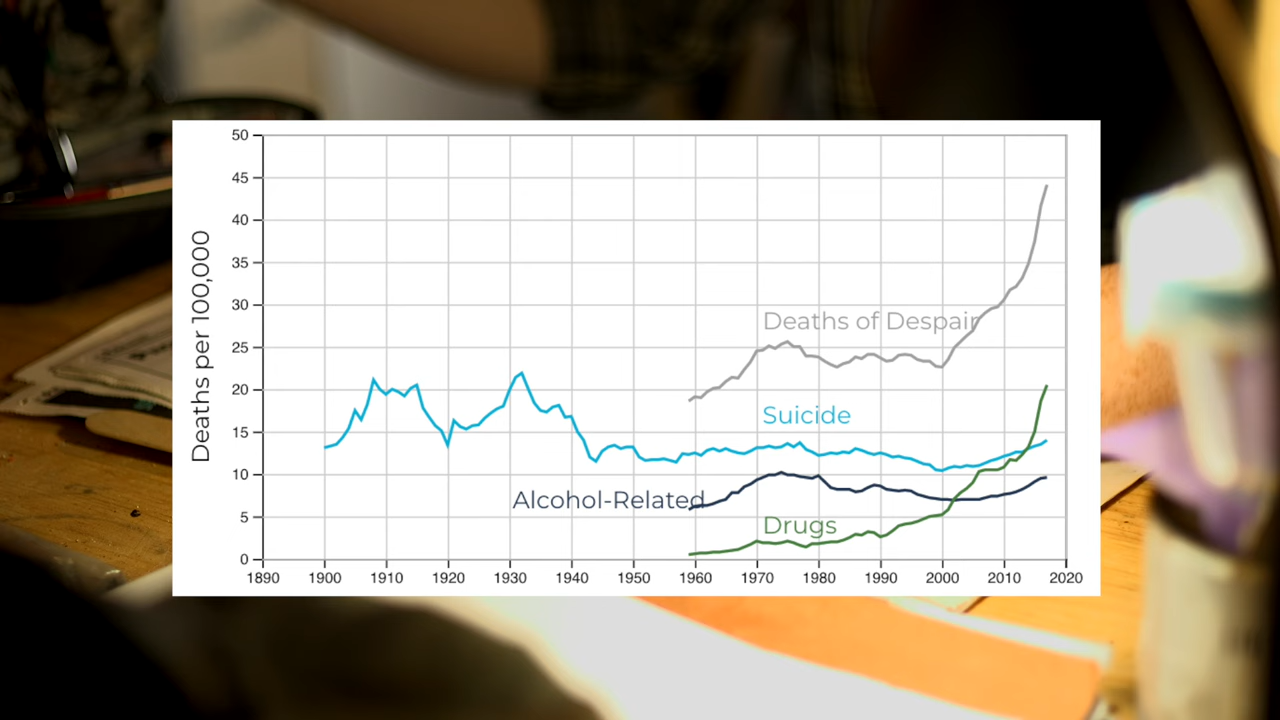 50
45
40
35
30
25
20
15
10
5
0
Deaths per 100,000
Deaths of Despair
Suicide
Alcohol-Related
Drugs
1890 1900 1910 1920 1930 1940 1950 1960 1970 1980 1990 2000 2010 2020